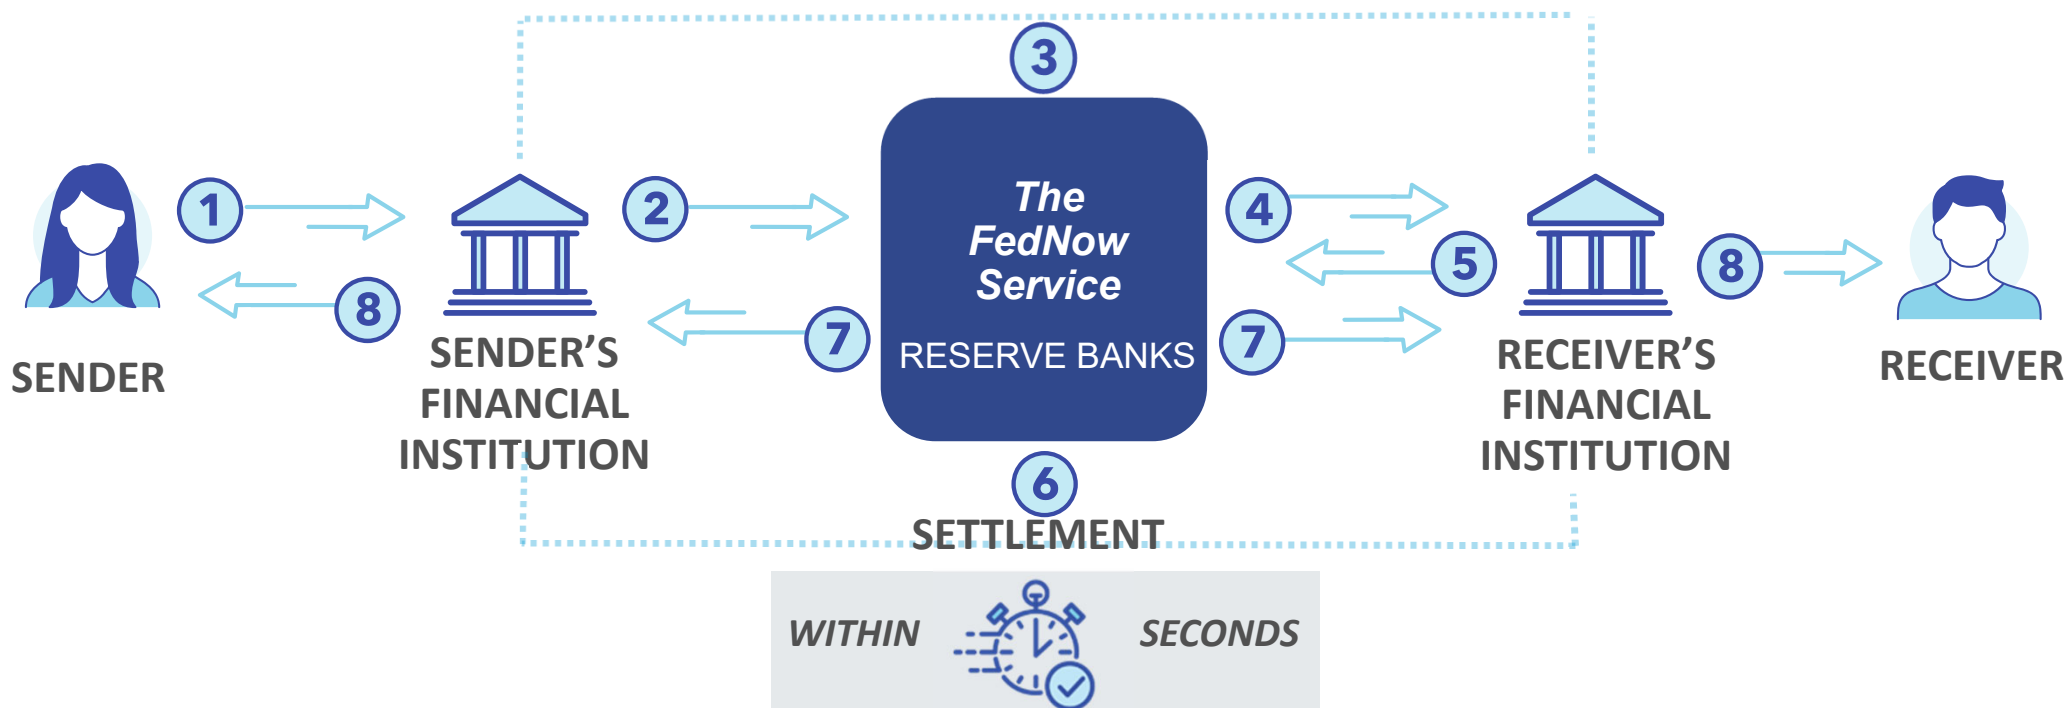 3
1
2
4
5
8
8
7
7
The
FedNow
Service
RESERVE BANKS
SENDER
SENDER’S
FINANCIAL
INSTITUTION
RECEIVER’S
FINANCIAL
INSTITUTION
RECEIVER
6
SETTLEMENT
WITHIN SECONDS